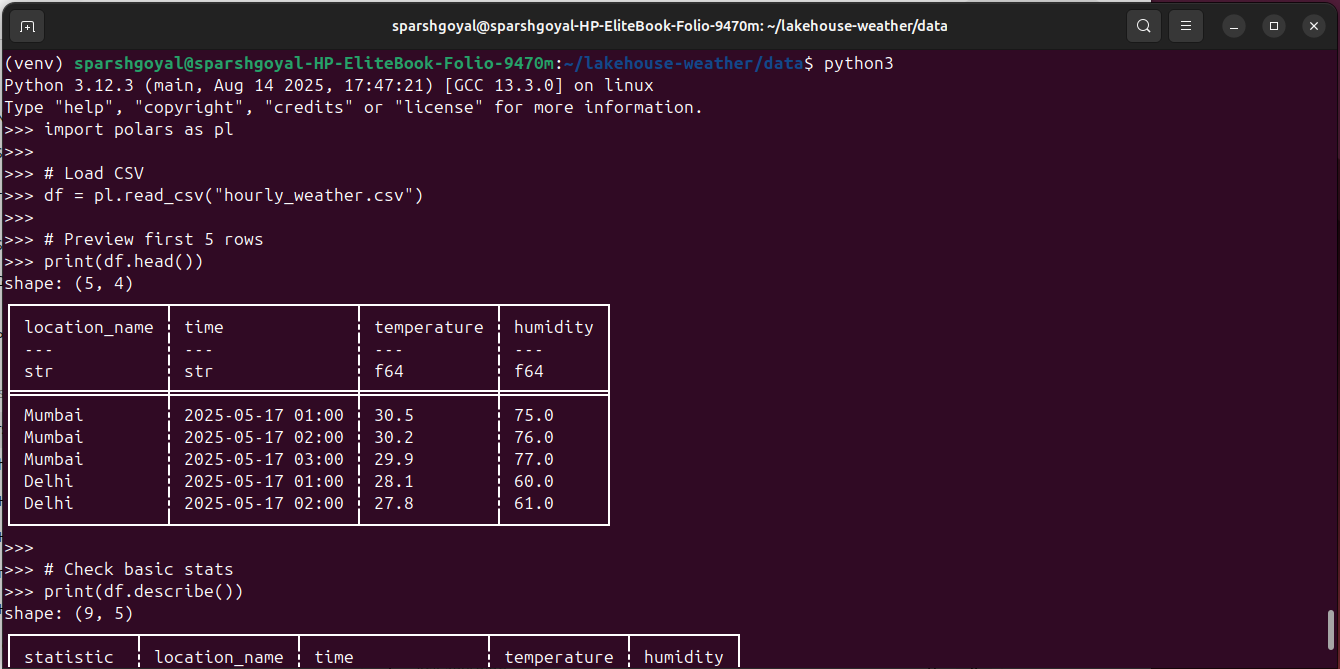 sparshgoyal@sparshgoyal-HP-EliteBook-Folio-9470m: ~/lakehouse-weather/data
(venv) sparshgoyal@sparshgoyal-HP-EliteBook-Folio-9470m:~/lakehouse-weather/data$ python3
Python 3.12.3 (main, Aug 14 2025, 17:47:21) [GCC 13.3.0] on linux
Type "help", "copyright", "credits" or "license" for more information.
>>> import polars as pl
>>>
>>> # Load CSV
>>> df = pl.read_csv("hourly_weather.csv")
>>>
>>> # Preview first 5 rows
>>> print(df.head())
shape: (5, 4)
location_name time temperature humidity
--- --- --- ---
str str f64 f64
Mumbai 2025-05-17 01:00 30.5 75.0
Mumbai 2025-05-17 02:00 30.2 76.0
Mumbai 2025-05-17 03:00 29.9 77.0
Delhi 2025-05-17 01:00 28.1 60.0
Delhi 2025-05-17 02:00 27.8 61.0
>>>
>>> # Check basic stats
>>> print(df.describe())
shape: (9, 5)
statistic location_name time temperature humidity